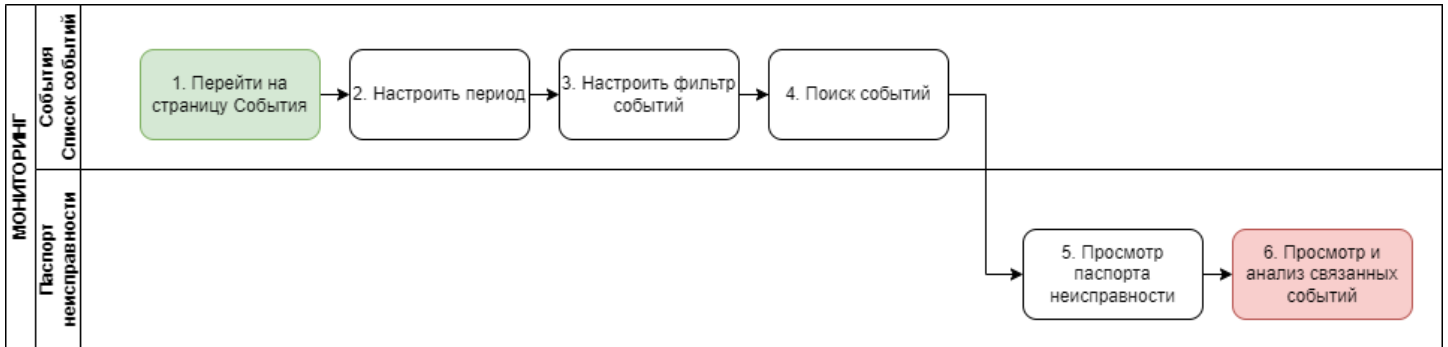 МОНИТОРИНГ
События
Список событий
1. Перейти на
страницу События
2. Настроить период
3. Настроить фильтр
событий
4. Поиск событий
Паспорт
неисправности
5. Просмотр
паспорта
неисправности
6. Просмотр и
анализ связанных
событий